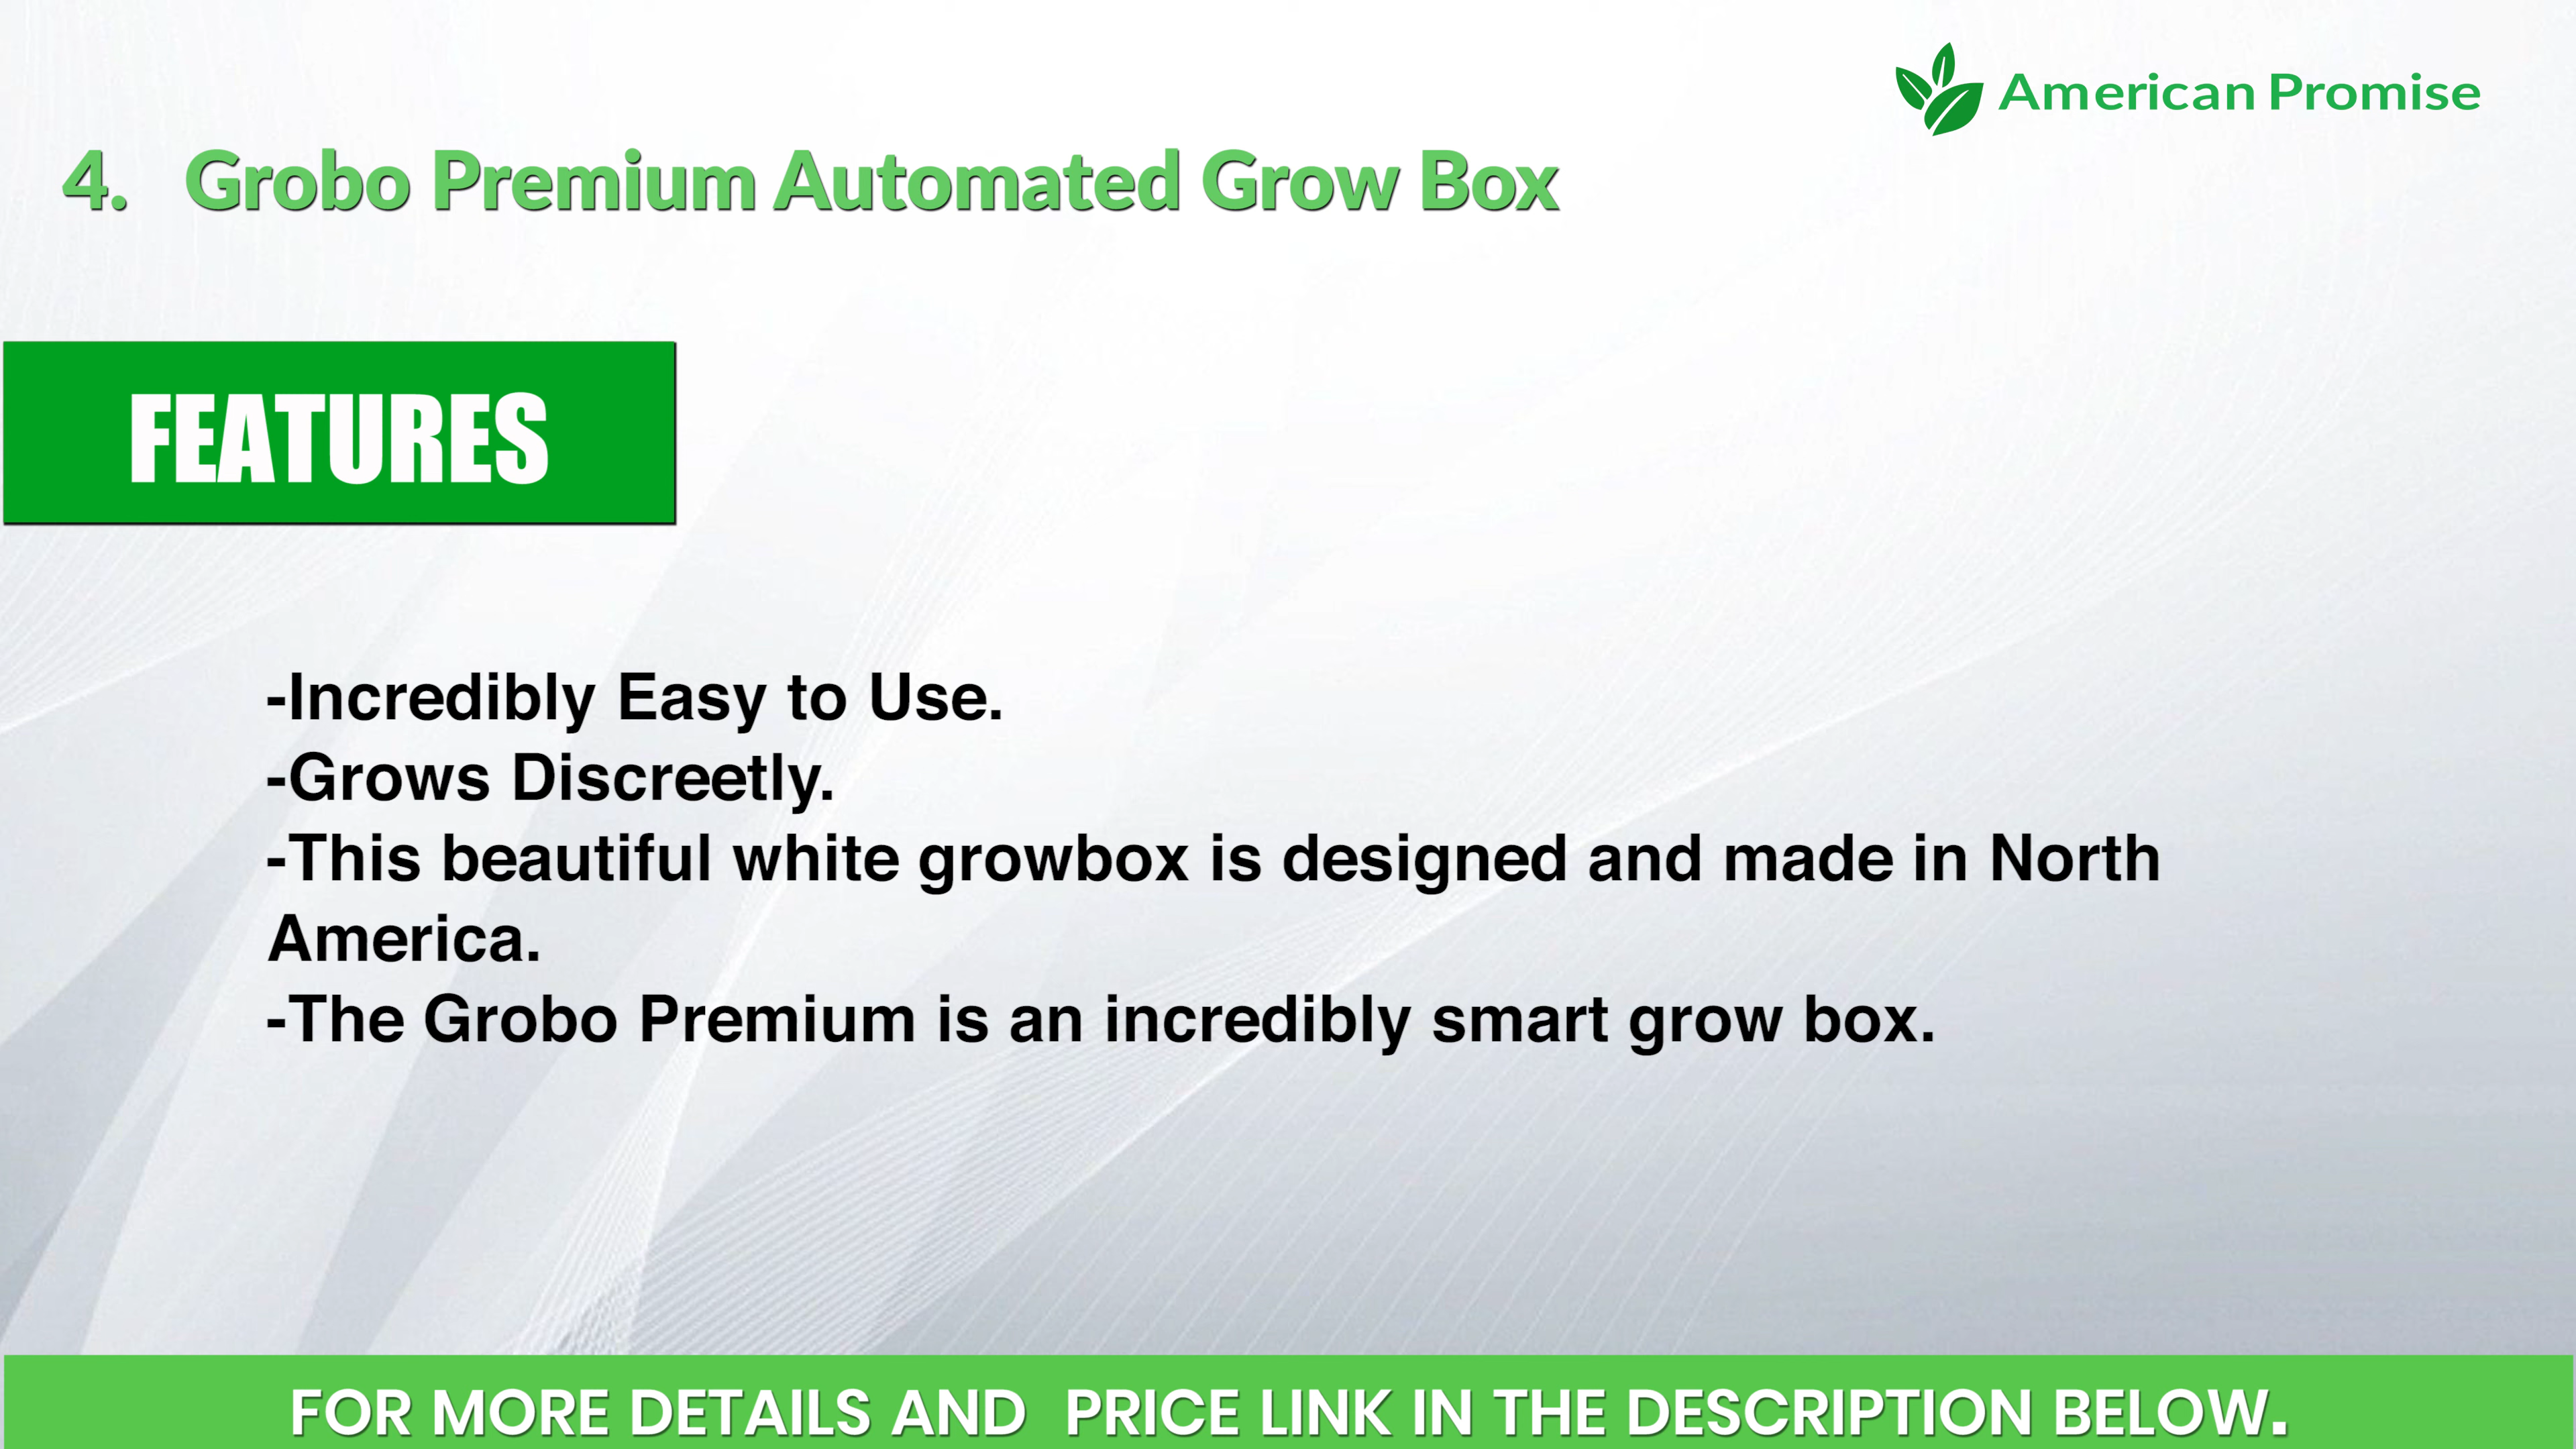 American Promise
4. Grobo Premium Automated Grow Box
FEATURES
-Incredibly Easy to Use.
-Grows Discreetly.
-This beautiful white growbox is designed and made in North
America.
-The Grobo Premium is an incredibly smart grow box.
FOR MORE DETAILS AND  PRICE LINK IN THE DESCRIPTION BELOW.